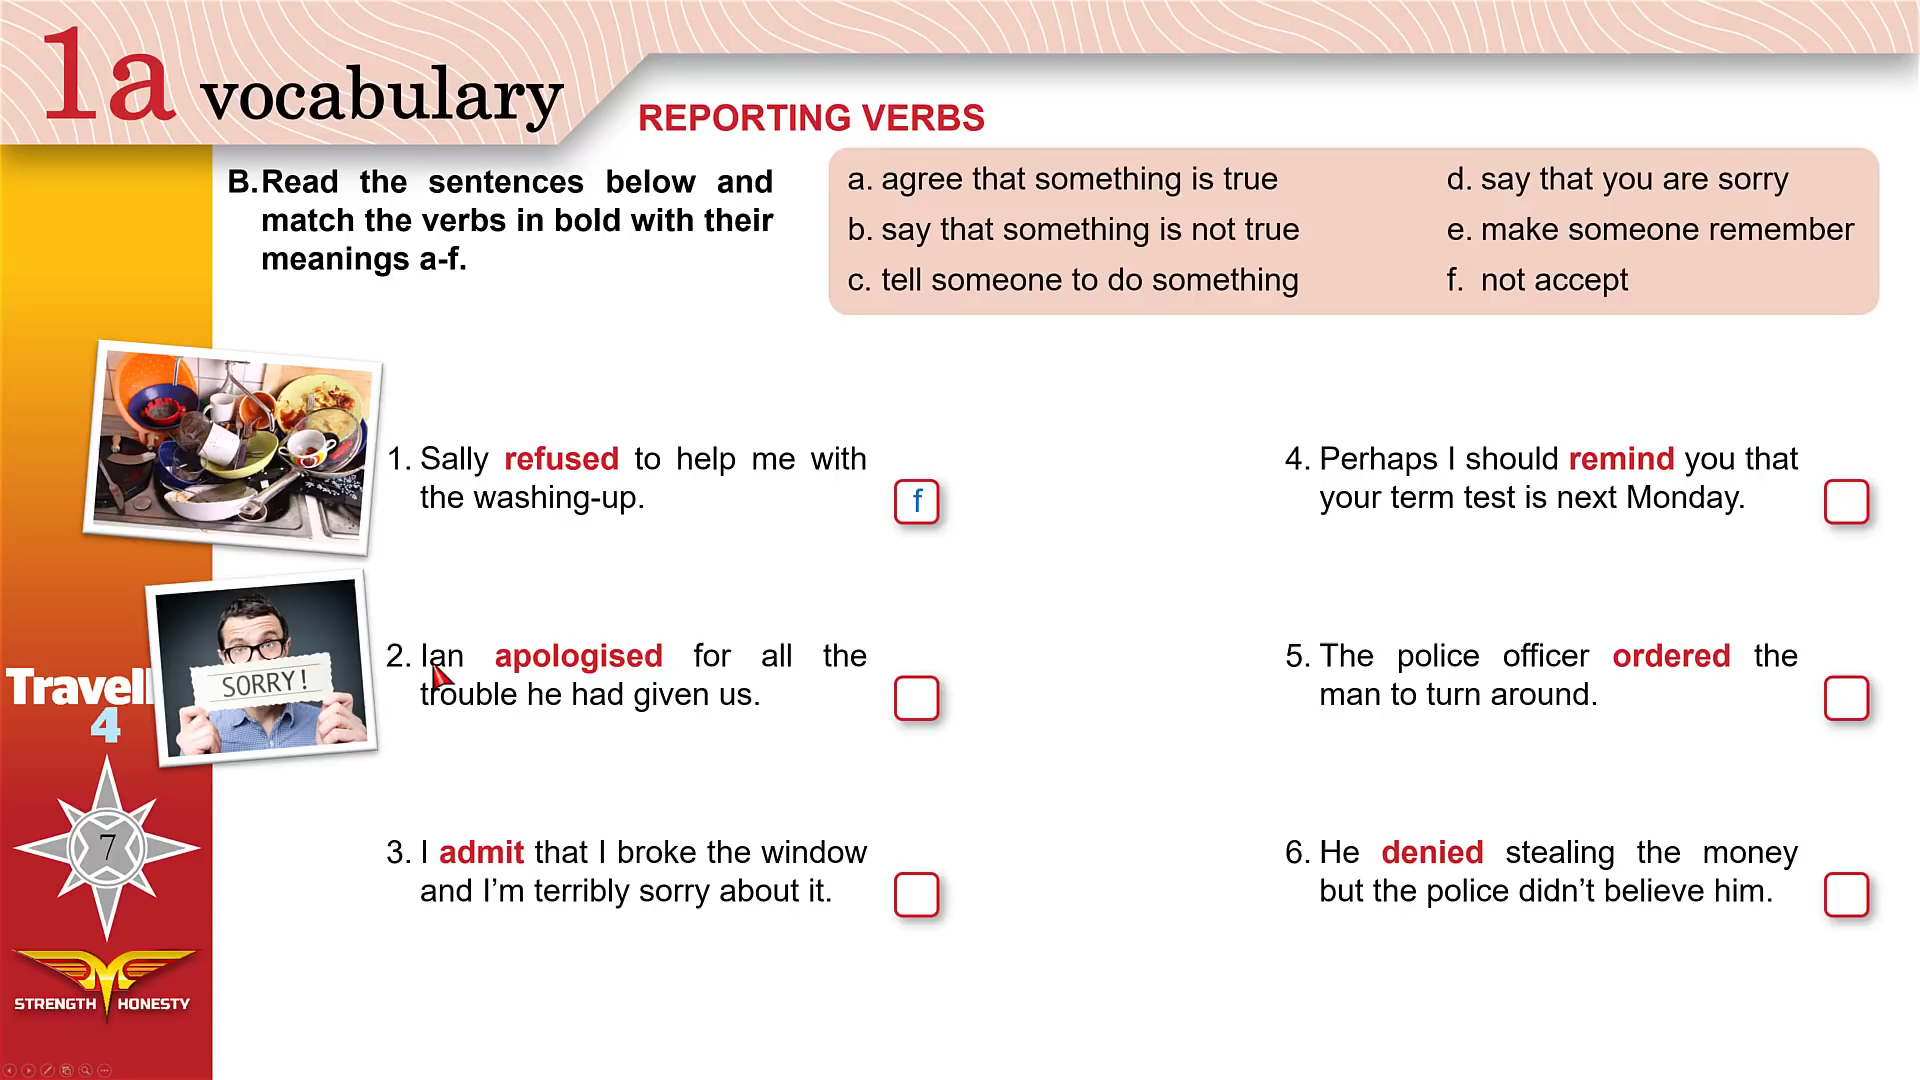 1a vocabulary
REPORTING VERBS
B. Read the sentences below and
match the verbs in bold with their
meanings a-f.
a. agree that something is true
b. say that something is not true
c. tell someone to do something
d. say that you are sorry
e. make someone remember
f. not accept
1. Sally refused to help me with
the washing-up.
f
2. Ian apologised for all the
trouble he had given us.
3. I admit that I broke the window
and I'm terribly sorry about it.
4. Perhaps I should remind you that
your term test is next Monday.
5. The police officer ordered the
man to turn around.
6. He denied stealing the money
but the police didn't believe him.
SORRY!
Travell
4
7
STRENGTH HONESTY